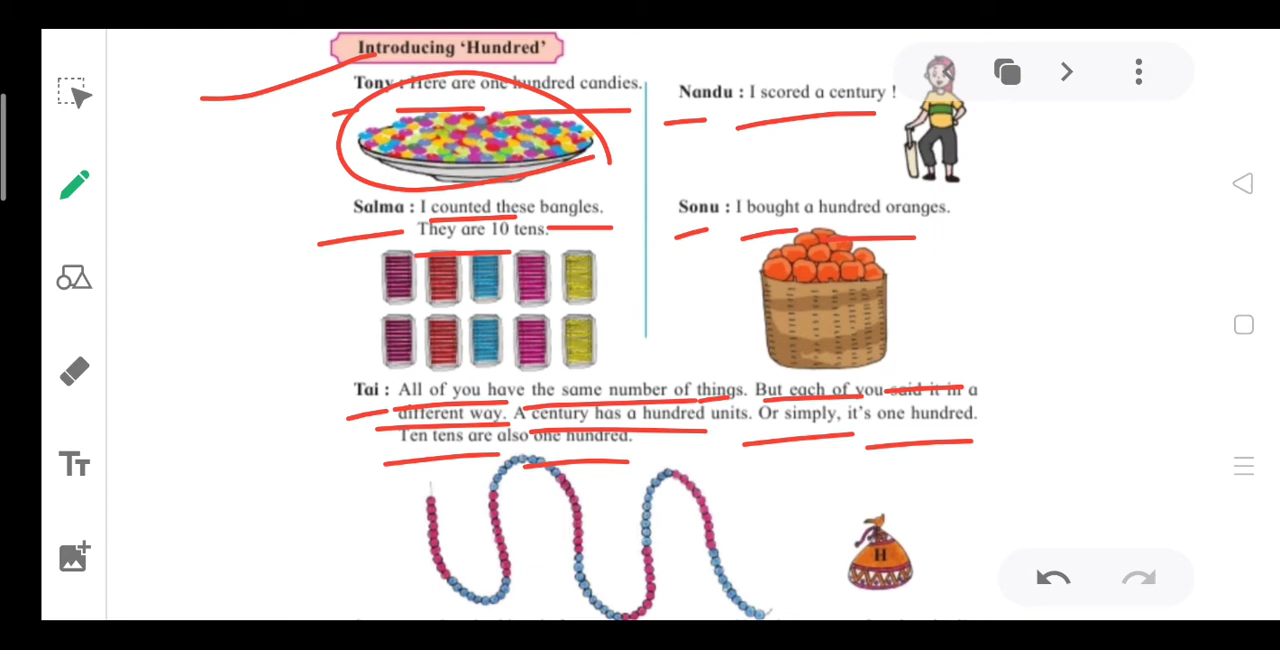 Introducing ‘Hundred’
Tony : Here are one hundred candies.
Salma : I counted these bangles.
They are 10 tens.
Nandu : I scored a century !
Sonu : I bought a hundred oranges.
Tai : All of you have the same number of things. But each of you said it in a
different way. A century has a hundred units. Or simply, it’s one hundred.
Ten tens are also one hundred.
H
Tт